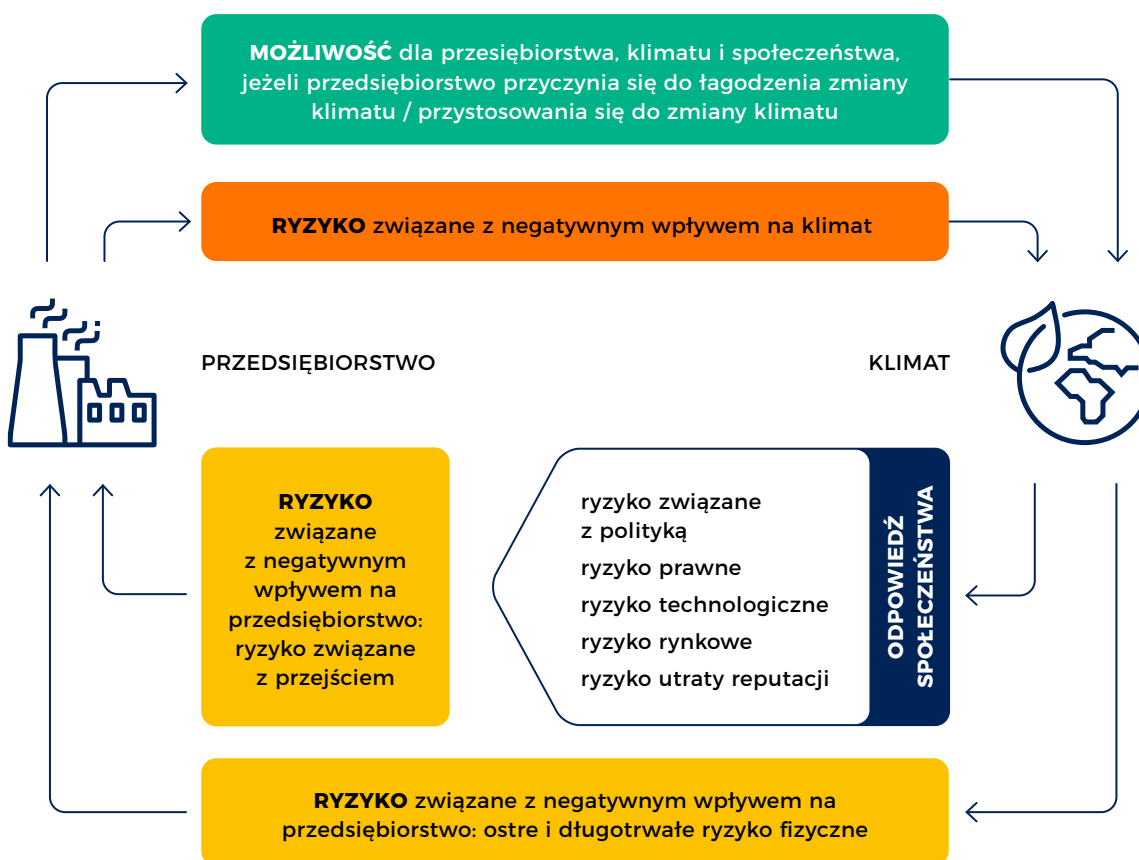 MOŻLIWOŚĆ dla przesiębiorstwa, klimatu i społeczeństwa,
jeżeli przedsiębiorstwo przyczynia się do łagodzenia zmiany
klimatu / przystosowania się do zmiany klimatu
RYZYKO związane z negatywnym wpływem na klimat
PRZEDSIĘBIORSTWO
KLIMAT
RYZYKO
związane
z negatywnym
wpływem na
przedsiębiorstwo:
ryzyko związane
z przejściem
ryzyko związane
z polityką
ryzyko prawne
ryzyko technologiczne
ryzyko rynkowe
ryzyko utraty reputacji
ODPOWIEDŹ
SPOŁECZEŃSTWA
RYZYKO związane z negatywnym wpływem na
przedsiębiorstwo: ostre i długotrwałe ryzyko fizyczne